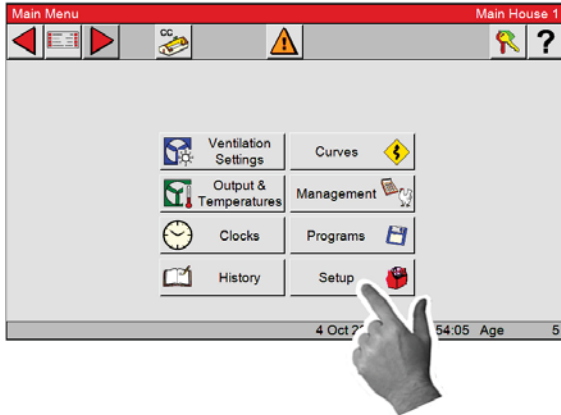 Main Menu Main House 1
CC
?
Ventilation
Settings
Curves
Output &
Temperatures
Management
Clocks
Programs
History
Setup
4 Oct 54:05 Age 5